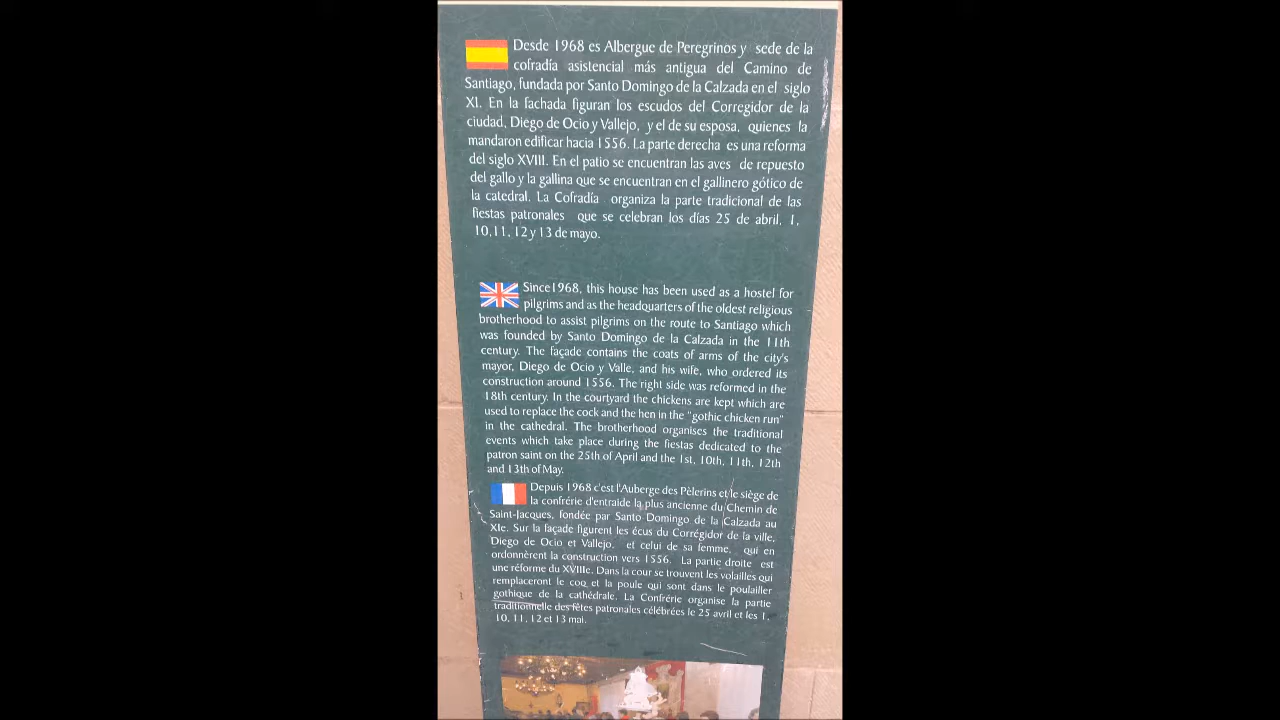 Desde 1968 es Albergue de Peregrinos y sede de la
cofradía asistencial más antigua del Camino de
Santiago, fundada por Santo Domingo de la Calzada en el siglo
XI. En la fachada figuran los escudos del Corregidor de la
ciudad, Diego de Ocio y Vallejo, y el de su esposa, quienes la
mandaron edificar hacia 1556. La parte derecha es una reforma
del siglo XVIII. En el patio se encuentran las aves de repuesto
del gallo y la gallina que se encuentran en el gallinero gótico de
la catedral. La Cofradía organiza la parte tradicional de las
fiestas patronales que se celebran los días 25 de abril, 1,
10,11, 12 y 13 de mayo.
Since1968, this house has been used as a hostel for
pilgrims and as the headquarters of the oldest religious
brotherhood to assist pilgrims on the route to Santiago which
was founded by Santo Domingo de la Calzada in the 11th
century. The façade contains the coats of arms of the city's
mayor, Diego de Ocio y Valle, and his wife, who ordered its
construction around 1556. The right side was reformed in the
18th century. In the courtyard the chickens are kept which are
used to replace the cock and the hen in the "gothic chicken run"
in the cathedral. The brotherhood organises the traditional
events which take place during the fiestas dedicated to the
patron saint on the 25th of April and the 1st, 10th, 11th, 12th
and 13th of May.
Depuis 1968 c'est l'Auberge des Pèlerins et le siège de
la confrérie d'entraide la plus ancienne du Chemin de
Saint-Jacques, fondée par Santo Domingo de la Calzada au
XIe. Sur la façade figurent les écus du Corrégidor de la ville,
Diego de Ocio et Vallejo, et celui de sa femme, qui en
ordonnèrent la construction vers 1556. La partie droite est
une réforme du XVIIIe. Dans la cour se trouvent les volailles qui
remplaceront le coq et la poule qui sont dans le poulailler
gothique de la cathédrale. La Confrérie organise la partie
traditionnelle des fêtes patronales célébrées le 25 avril et les 1,
10, 11, 12 et 13 mai.